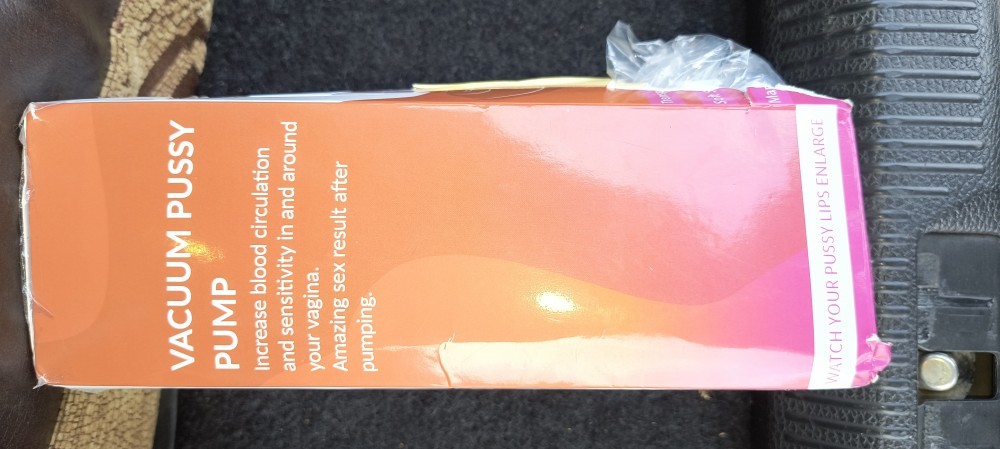 VACUUM PUSSY
PUMP
Increase blood circulation
and sensitivity in and around
your vagina.
Amazing sex result after
pumping.
WATCH YOUR PUSSY LIPS ENLARGE